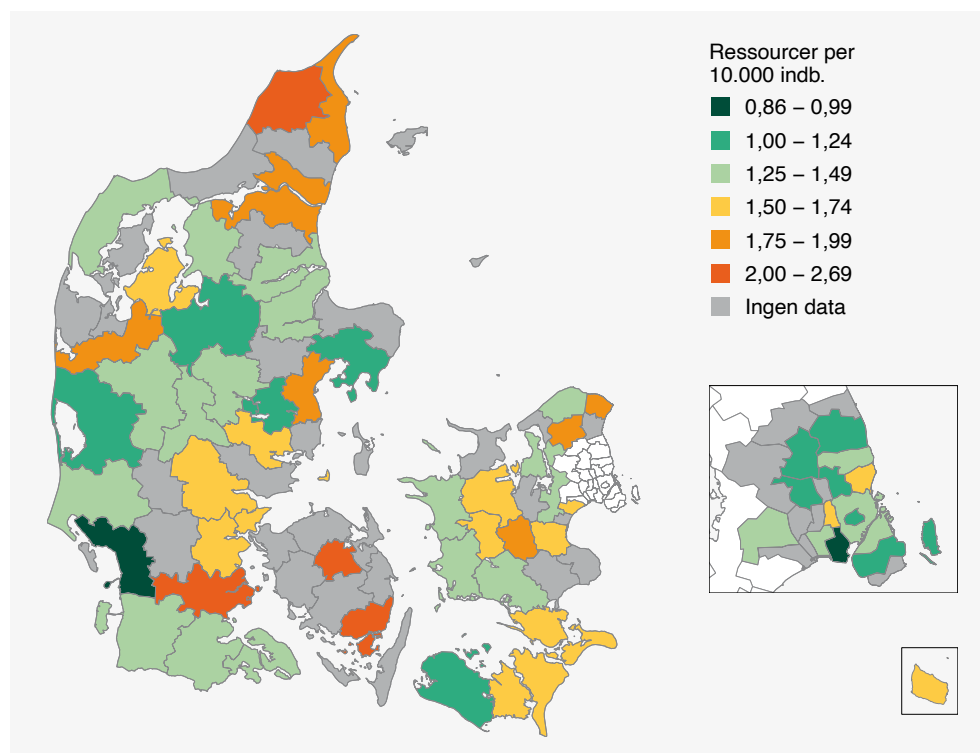 Ressourcer per
10.000 indb.
0,86 – 0,99
1,00 – 1,24
1,25 – 1,49
1,50 – 1,74
1,75 – 1,99
2,00 – 2,69
Ingen data